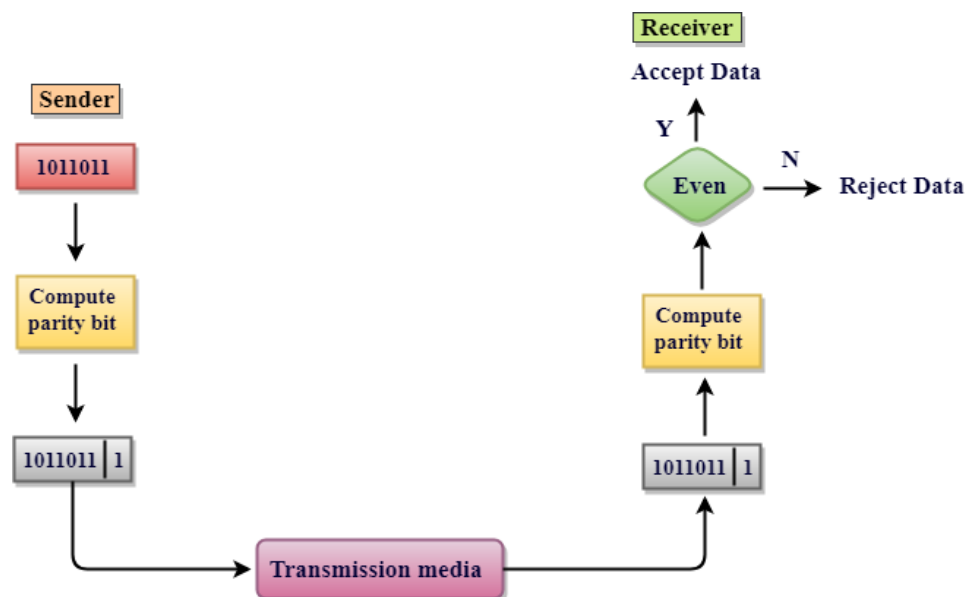 Sender
1011011
Compute
parity bit
1011011 | 1
Transmission media
Receiver
Accept Data
Y
Even
N
Reject Data
Compute
parity bit
1011011 | 1